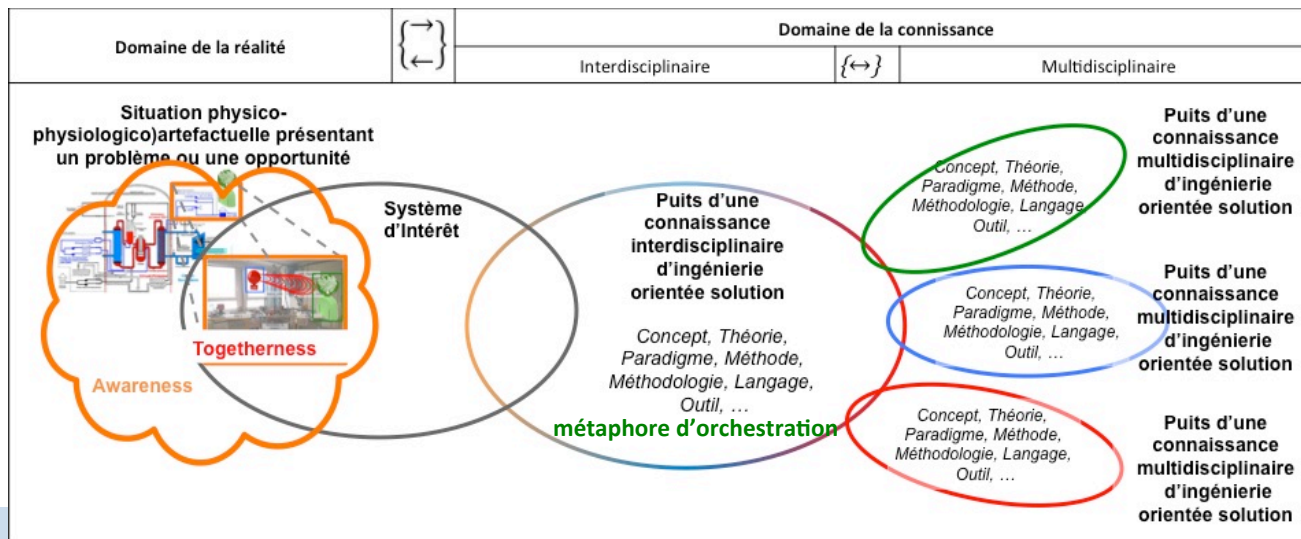 Domaine de la réalité
{→←}
Domaine de la connissance
Interdisciplinaire
{↔}
Multidisciplinaire
Situation physico-
physiologico)artefactuelle présentant
un problème ou une opportunité
Togetherness
Awareness
Système
d'Intérêt
Puits d'une
connaissance
interdisciplinaire
d'ingénierie
orientée solution
Concept, Théorie,
Paradigme, Méthode,
Méthodologie, Langage,
Outil, …
métaphore d'orchestration
Concept, Théorie,
Paradigme, Méthode,
Méthodologie, Langage,
Outil, …
Puits d'une
connaissance
multidisciplinaire
d'ingénierie
orientée solution
Concept, Théorie,
Paradigme, Méthode,
Méthodologie, Langage,
Outil, …
Puits d'une
connaissance
multidisciplinaire
d'ingénierie
orientée solution
Concept, Théorie,
Paradigme, Méthode,
Méthodologie, Langage,
Outil, …
Puits d'une
connaissance
multidisciplinaire
d'ingénierie
orientée solution